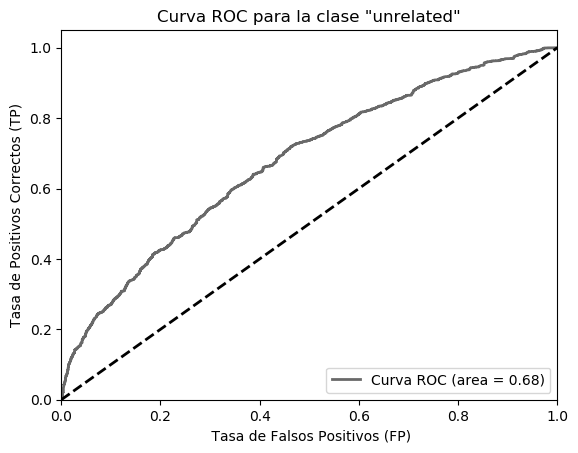 Curva ROC para la clase "unrelated"
Tasa de Positivos Correctos (TP)
1.0
0.8
0.6
0.4
0.2
0.0
0.0 0.2 0.4 0.6 0.8 1.0
Curva ROC (area = 0.68)
Tasa de Falsos Positivos (FP)